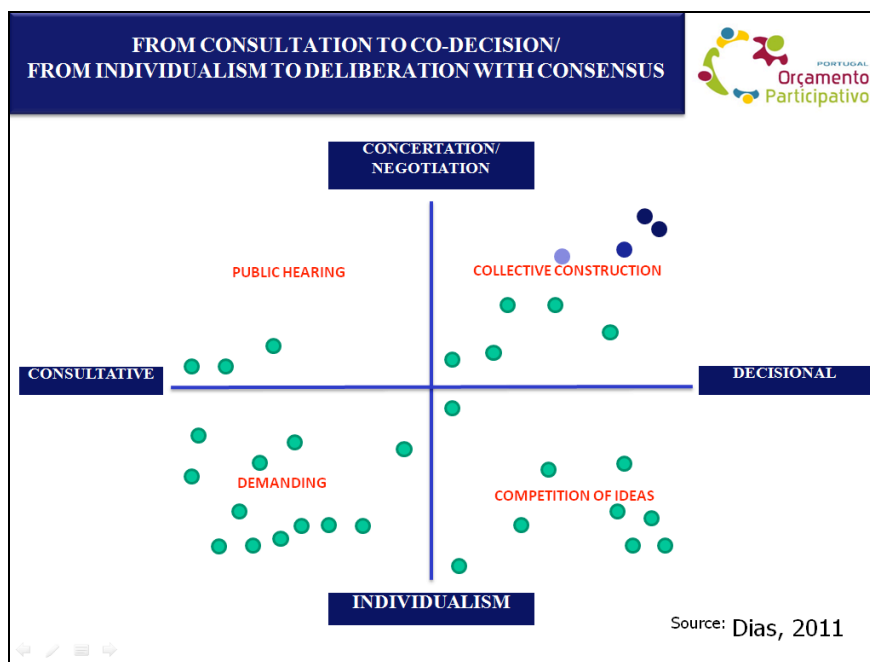 FROM CONSULTATION TO CO-DECISION/
FROM INDIVIDUALISM TO DELIBERATION WITH CONSENSUS
PORTUGAL
Orçamento
Participativo
CONCERTATION/
NEGOTIATION
PUBLIC HEARING
COLLECTIVE CONSTRUCTION
CONSULTATIVE
DECISIONAL
DEMANDING
COMPETITION OF IDEAS
INDIVIDUALISM
Source: Dias, 2011